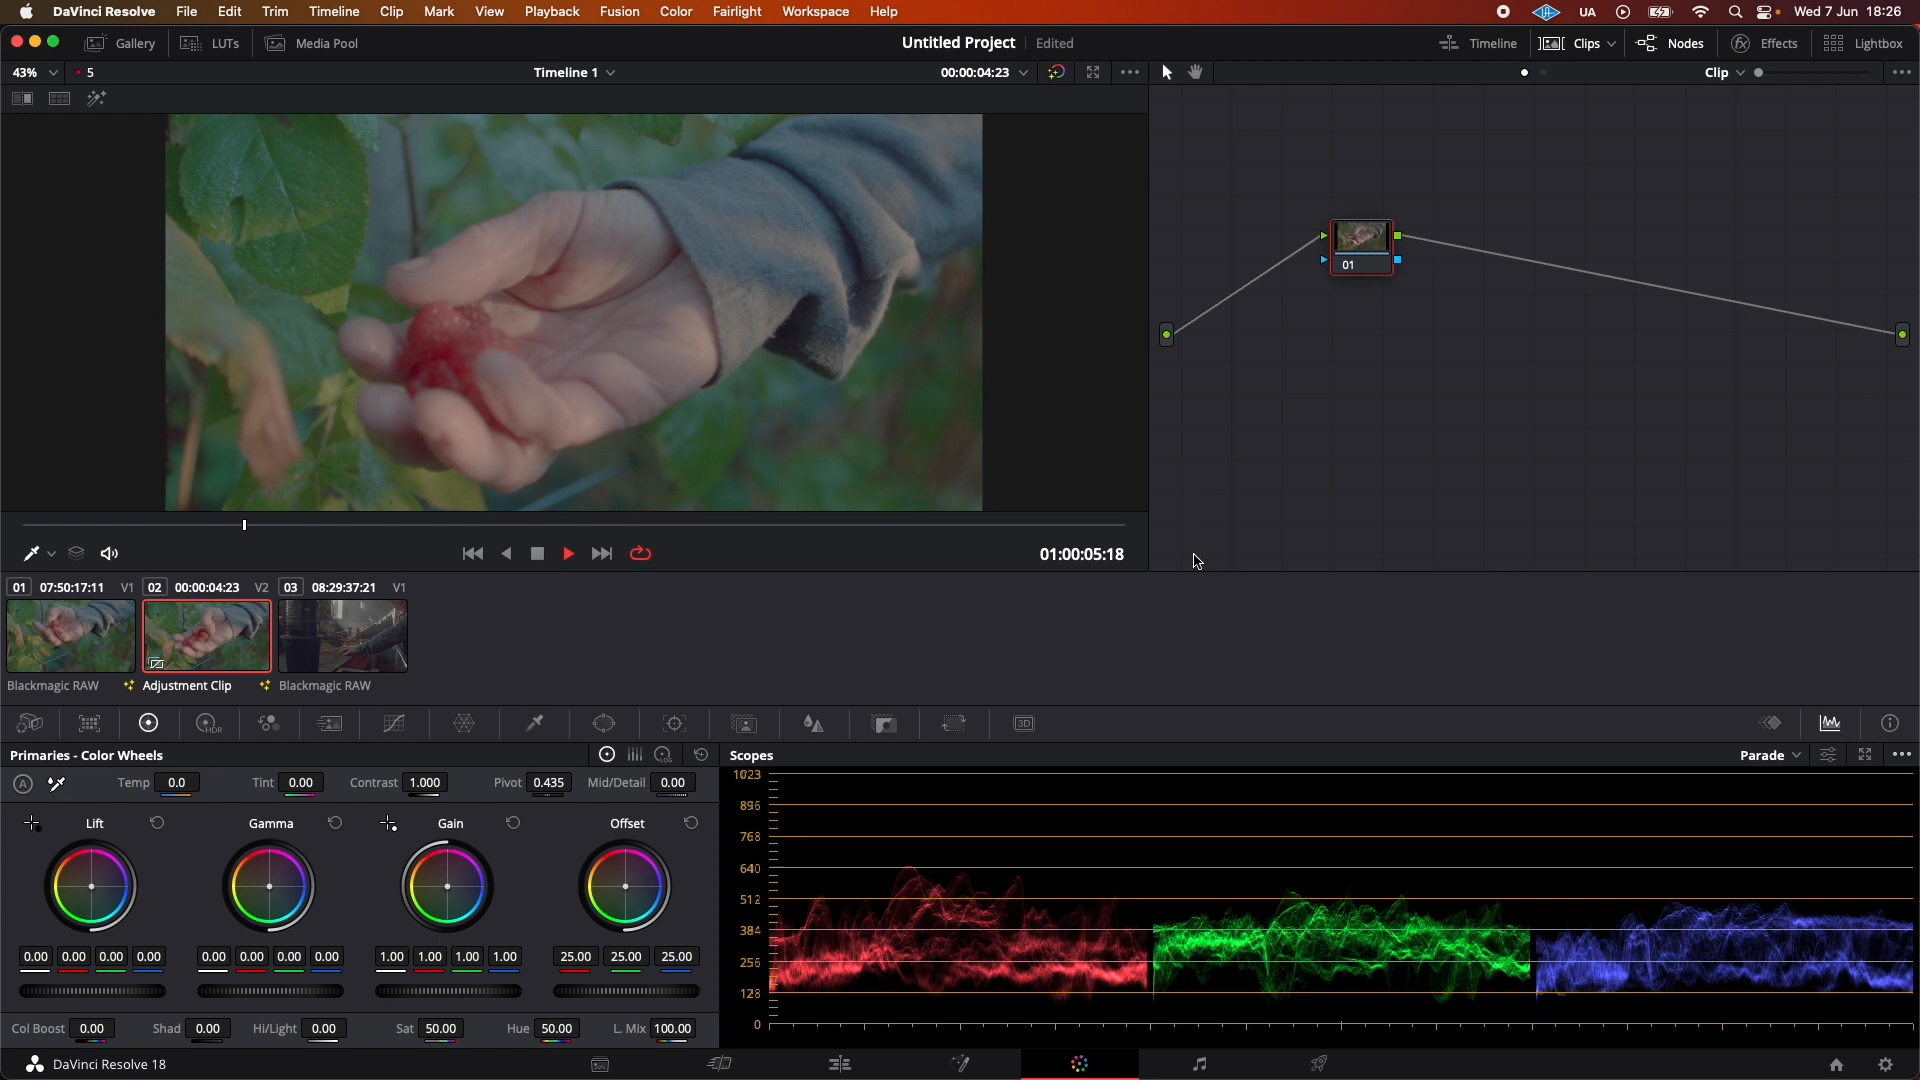 DaVinci Resolve File Edit Trim Timeline Clip Mark View Playback Fusion Color Fairlight Workspace Help UA Wed 7 Jun 18:26
Gallery LUTs Media Pool Untitled Project Edited Timeline Clips Nodes Effects Lightbox
43% 5 Timeline 1 00:00:04:23 Clip
01
01:00:05:18
01 07:50:17:11 V1 02 00:00:04:23 V2 03 08:29:37:21 V1
Blackmagic RAW Adjustment Clip Blackmagic RAW
HDR 3D
Primaries - Color Wheels LOG Scopes Parade
A Temp 0.0 Tint 0.00 Contrast 1.000 Pivot 0.435 Mid/Detail 0.00
Lift Gamma Gain Offset
0.00 0.00 0.00 0.00 0.00 0.00 0.00 0.00 1.00 1.00 1.00 1.00 25.00 25.00 25.00
Col Boost 0.00 Shad 0.00 Hi/Light 0.00 Sat 50.00 Hue 50.00 L. Mix 100.00
1023
896
768
640
512
384
256
128
0
DaVinci Resolve 18